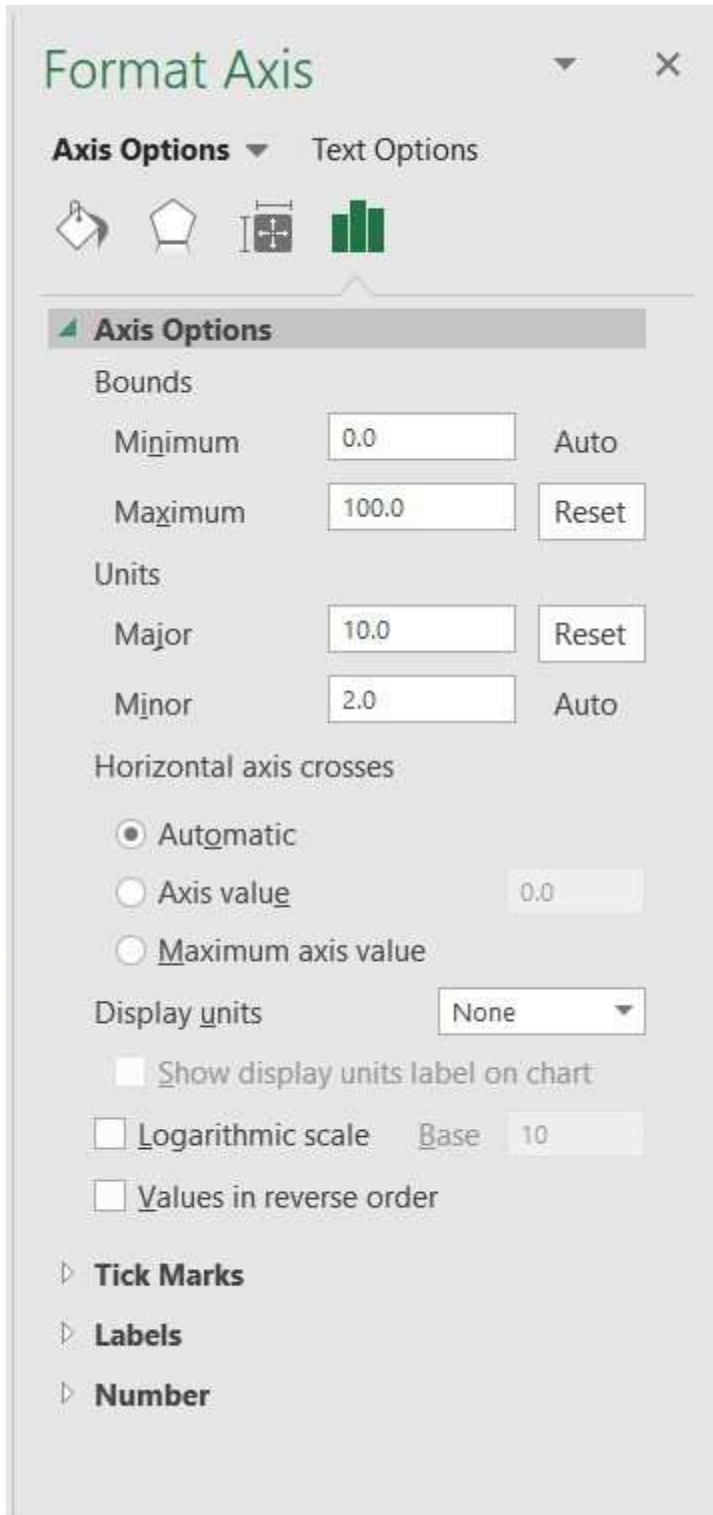 Format Axis
Axis Options Text Options
Axis Options
Bounds
Minimum 0.0 Auto
Maximum 100.0 Reset
Units
Major 10.0 Reset
Minor 2.0 Auto
Horizontal axis crosses
Automatic
Axis value 0.0
Maximum axis value
Display units None
Show display units label on chart
Logarithmic scale Base 10
Values in reverse order
Tick Marks
Labels
Number